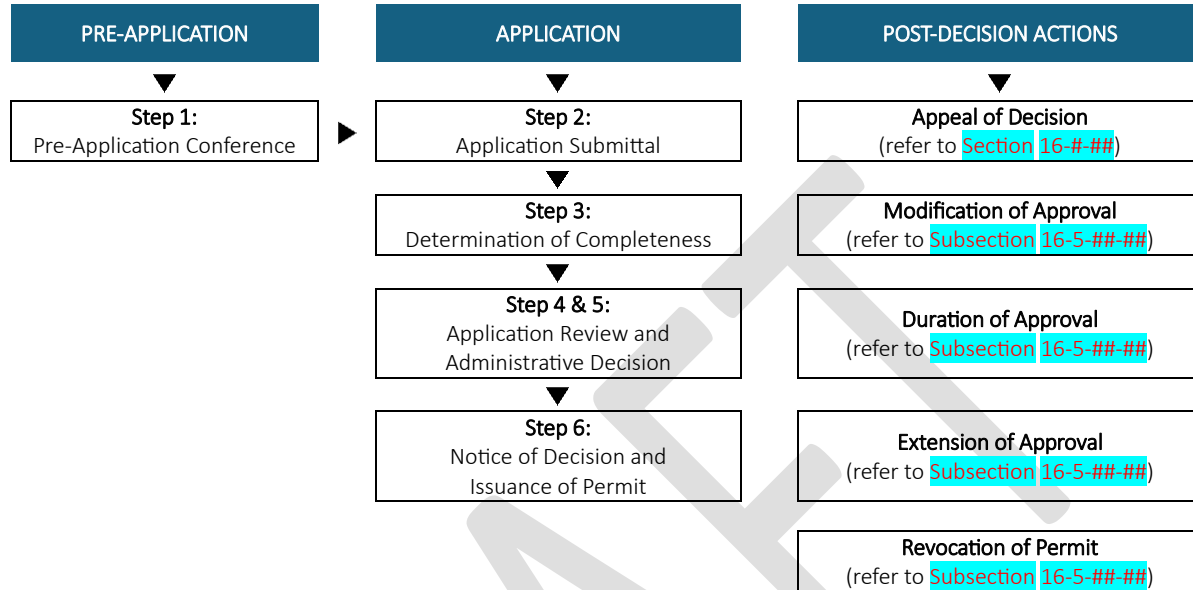 PRE-APPLICATION
Step 1:
Pre-Application Conference
APPLICATION
Step 2:
Application Submittal
Step 3:
Determination of Completeness
Step 4 & 5:
Application Review and
Administrative Decision
Step 6:
Notice of Decision and
Issuance of Permit
POST-DECISION ACTIONS
Appeal of Decision
(refer to Section 16-#-##)
Modification of Approval
(refer to Subsection 16-5-##-##)
Duration of Approval
(refer to Subsection 16-5-##-##)
Extension of Approval
(refer to Subsection 16-5-##-##)
Revocation of Permit
(refer to Subsection 16-5-##-##)